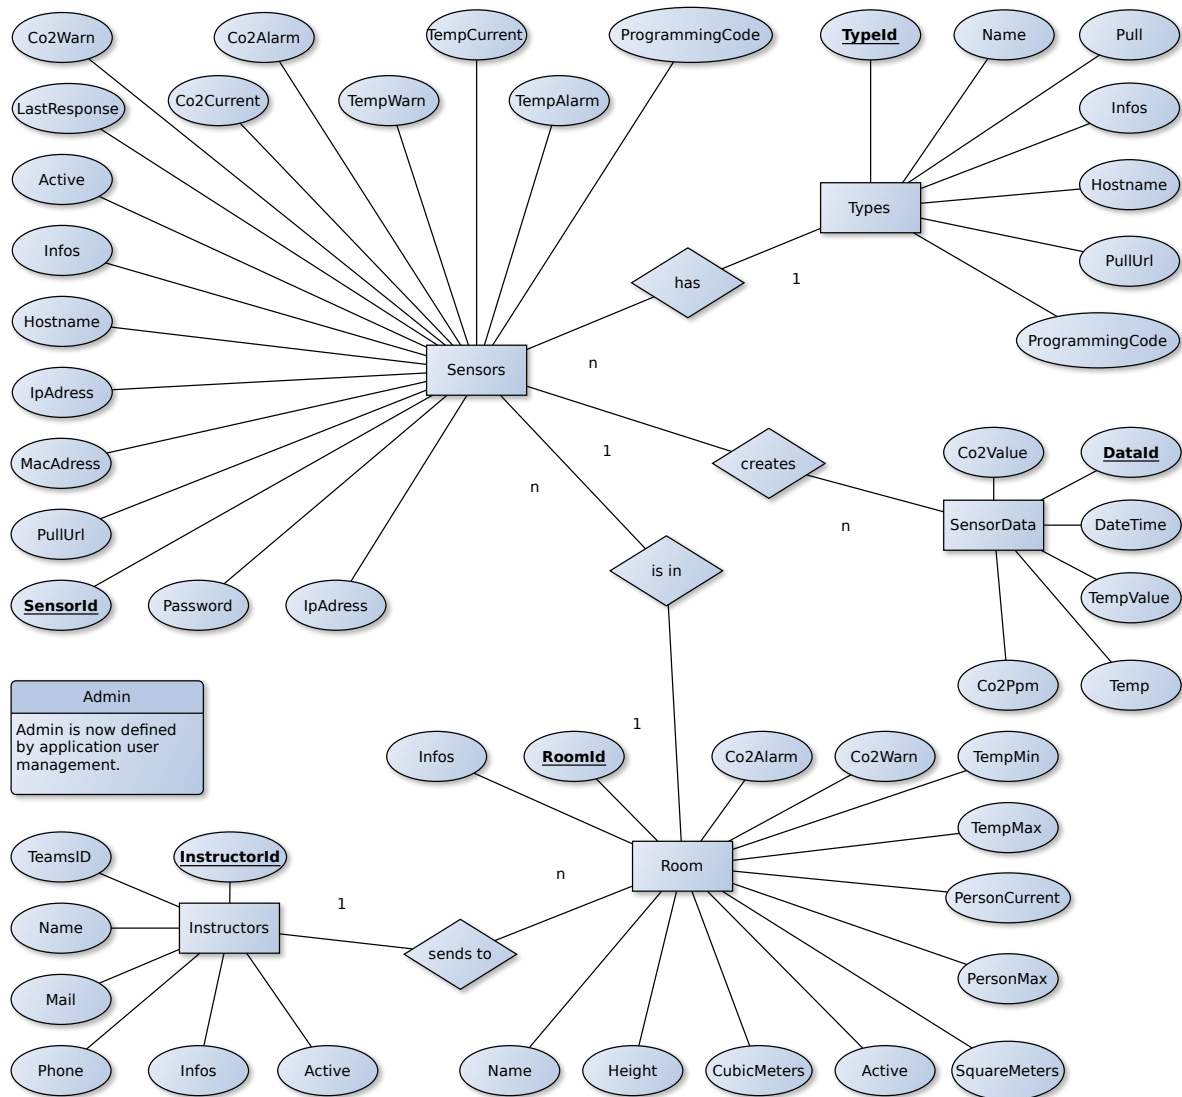 Co2Warn
Co2Alarm
TempCurrent
ProgrammingCode
TypeId
Name
Pull
LastResponse
Co2Current
TempWarn
TempAlarm
Infos
Active
Hostname
Types
Infos
PullUrl
has
1
Hostname
ProgrammingCode
n
Sensors
IpAdress
MacAdress
1
creates
Co2Value
DataId
n
PullUrl
n
SensorData
DateTime
is in
TempValue
SensorId
Password
IpAdress
Co2Ppm
Temp
Admin
Admin is now defined
by application user
management.
1
Infos
RoomId
Co2Alarm
Co2Warn
TempMin
TempMax
TeamsID
InstructorId
Room
n
1
PersonCurrent
Name
Instructors
sends to
PersonMax
Mail
Phone
Infos
Active
Name
Height
CubicMeters
Active
SquareMeters